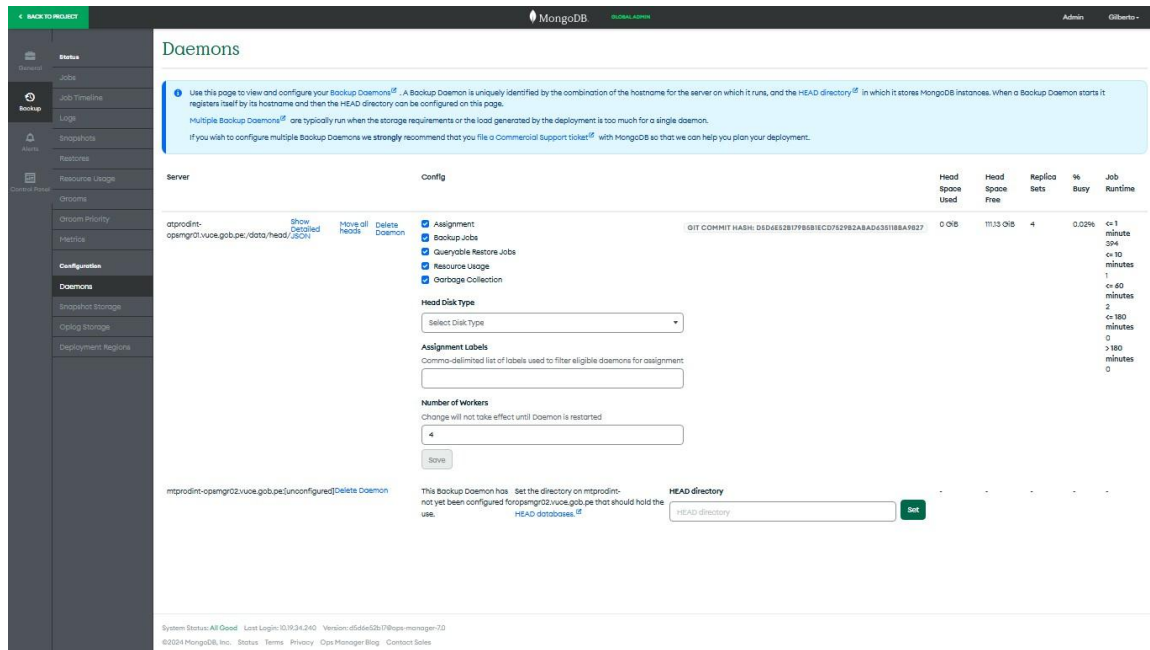 < BACK TO PROJECT
MongoDB.
GLOBAL ADMIN
Admin
Gilberto
General
Backup
Alerts
Control Panel
Status
Jobs
Job Timeline
Logs
Snapshots
Restores
Resource Usage
Grooms
Groom Priority
Metrics
Configuration
Daemons
Snapshot Storage
Oplog Storage
Deployment Regions
Daemons
Use this page to view and configure your Backup Daemons . A Backup Daemon is uniquely identified by the combination of the hostname for the server on which it runs, and the HEAD directory in which it stores MongoDB instances. When a Backup Daemon starts it
registers itself by its hostname and then the HEAD directory can be configured on this page.
Multiple Backup Daemons are typically run when the storage requirements or the load generated by the deployment is too much for a single daemon.
If you wish to configure multiple Backup Daemons we strongly recommend that you file a Commercial Support ticket with MongoDB so that we can help you plan your deployment.
Server
Config
Head Space Used
Head Space Free
Replica Sets
% Busy
Job Runtime
atprodint-
opsmgr01.vuce.gob.pe:/data/head/
Show Detailed JSON
Move all heads
Delete Daemon
Assignment
Backup Jobs
Queryable Restore Jobs
Resource Usage
Garbage Collection
GIT COMMIT HASH: D5D6E52B179B5B1ECD7529B2ABAD635118BA9B27
0 GiB
111.13 GiB
4
0.02%
<= 1
minute
394
<= 10
minutes
1
<= 60
minutes
2
<= 180
minutes
0
> 180
minutes
0
Head Disk Type
Select Disk Type
Assignment Labels
Comma-delimited list of labels used to filter eligible daemons for assignment
Number of Workers
Change will not take effect until Daemon is restarted
4
Save
mtprodint-opsmgr02.vuce.gob.pe:[unconfigured]
Delete Daemon
This Backup Daemon has
not yet been configured for
use.
Set the directory on mtprodint-
opsmgr02.vuce.gob.pe that should hold the
HEAD databases.
HEAD directory
HEAD directory
Set
- - - - -
System Status: All Good Last Login: 10.19.34.240 Version: d5d6e52b17@ops-manager-7.0
©2024 MongoDB, Inc. Status Terms Privacy Ops Manager Blog Contact Sales